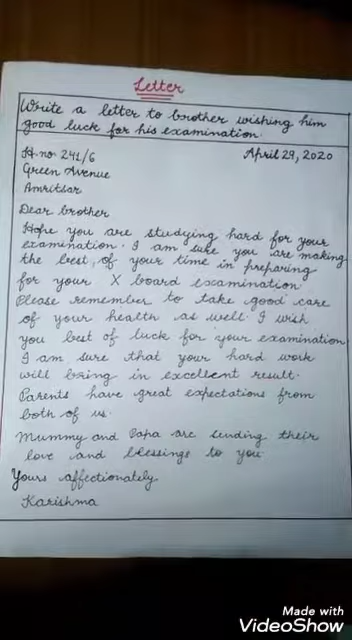 Letter
Write a letter to brother wishing him
good luck for his examination.
H.no 241/6 April 29, 2020
Green Avenue
Amritsar
Dear brother
Hope you are studying hard for your
examination. I am sure you are making
the best of your time in preparing
for your X board examination
Please remember to take good care
of your health as well. I wish
you best of luck for your examination
I am sure that your hard work
will bring in excellent result.
Parents have great expectations from
both of us.
Mummy and Papa are sending their
love and blessings to you
Yours affectionately
Karishma
Made with
VideoShow